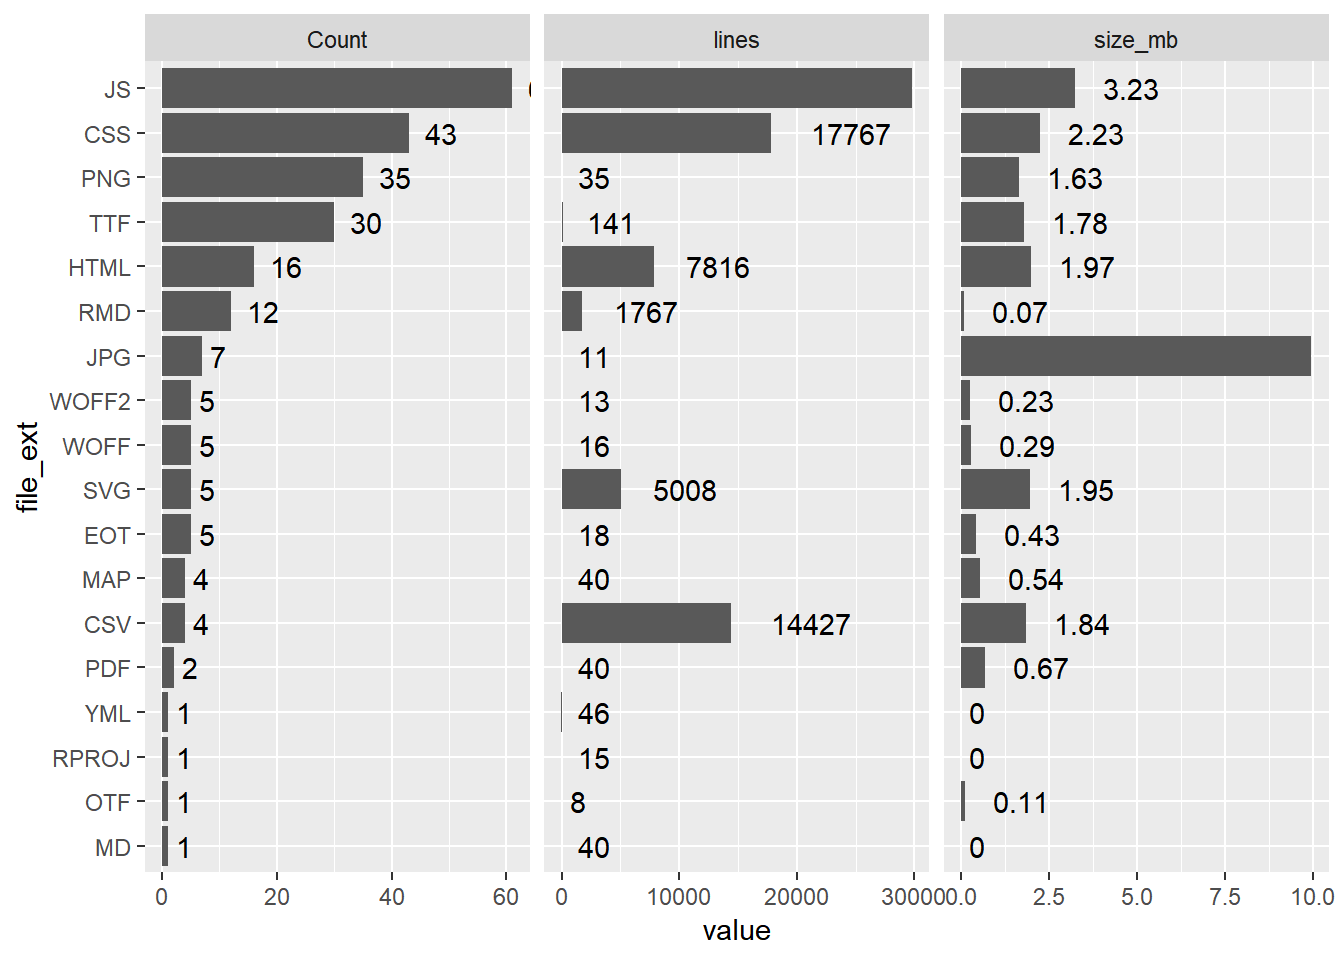 Count lines size_mb
JS 3.23
CSS 43 17767 2.23
PNG 35 35 1.63
TTF 30 141 1.78
HTML 16 7816 1.97
RMD 12 1767 0.07
JPG 7 11
WOFF2 5 13 0.23
WOFF 5 16 0.29
SVG 5 5008 1.95
EOT 5 18 0.43
MAP 4 40 0.54
CSV 4 14427 1.84
PDF 2 40 0.67
YML 1 46 0
RPROJ 1 15 0
OTF 1 8 0.11
MD 1 40 0
0 20 40 60 0 10000 20000 30000 0.0 2.5 5.0 7.5 10.0
value
file_ext